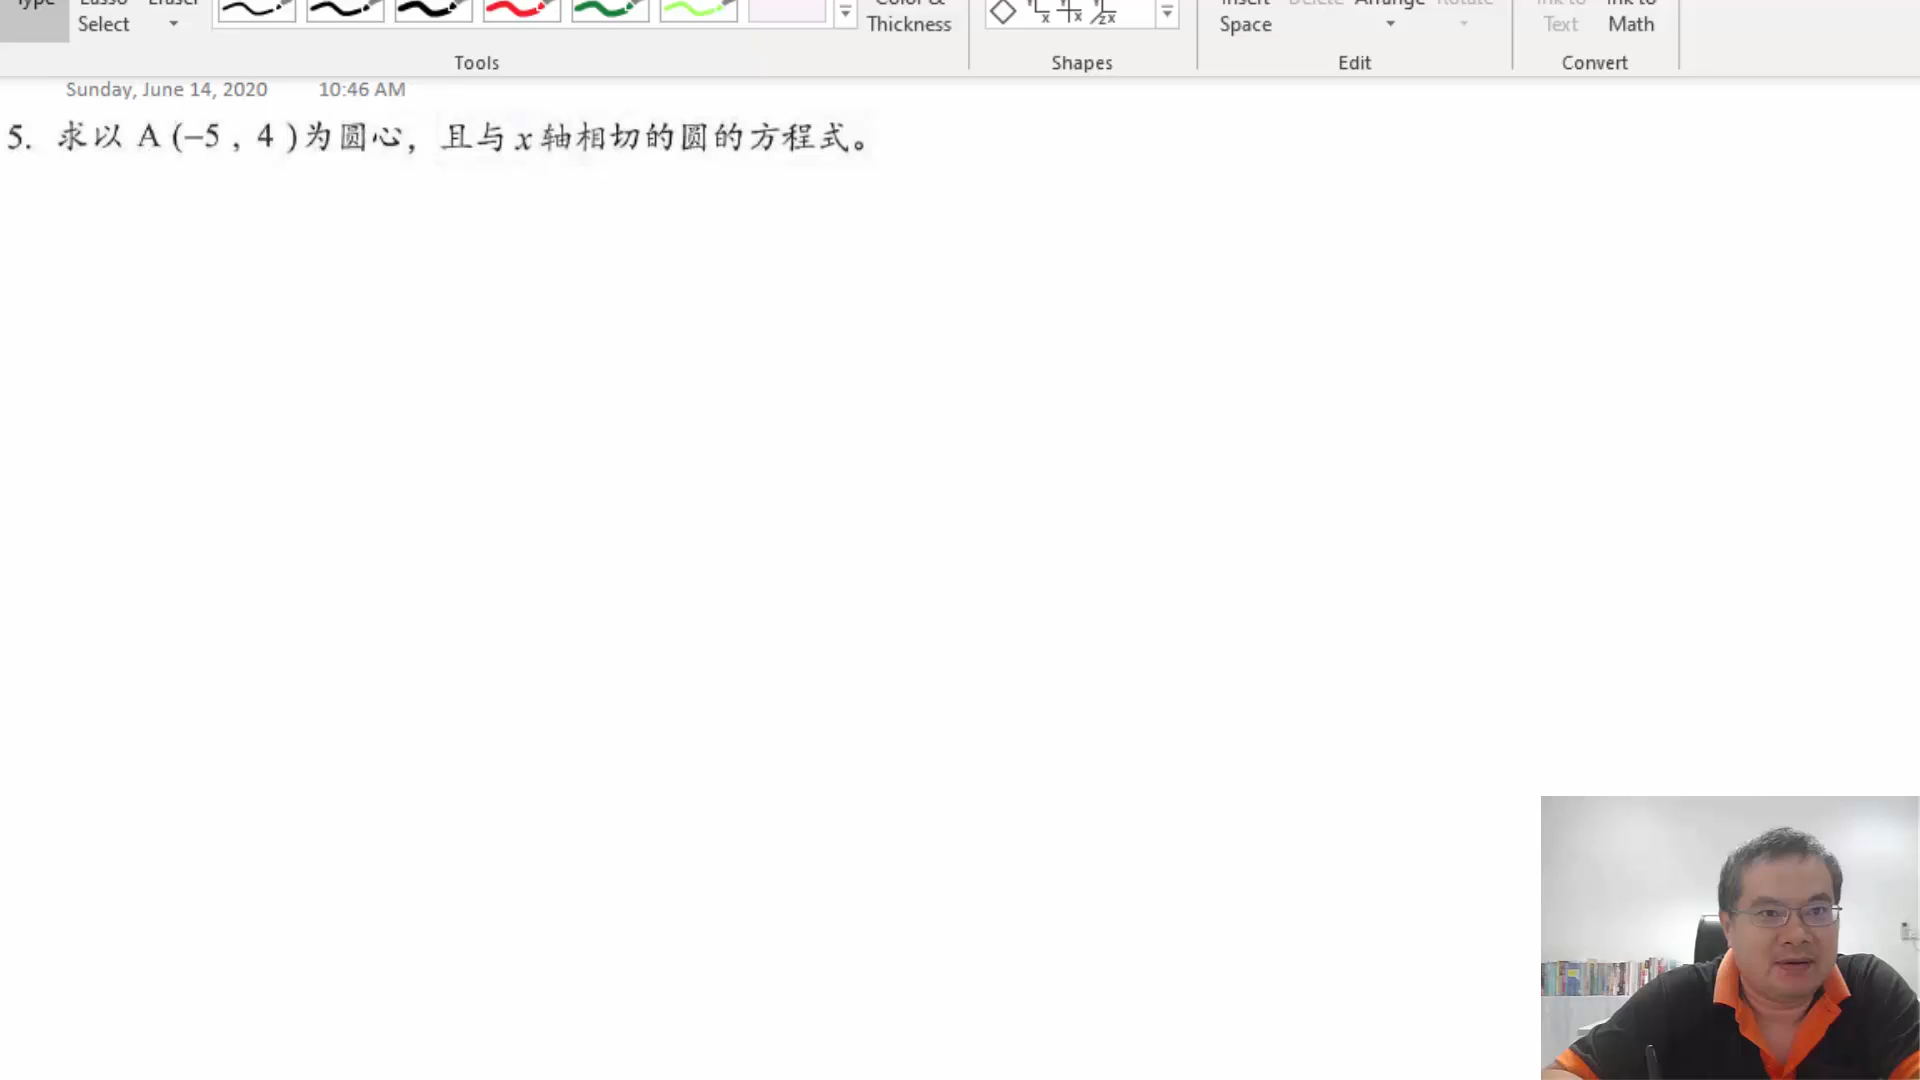 Select
Thickness
Space
Text
Math
Tools
Shapes
Edit
Convert
Sunday, June 14, 2020 10:46 AM
5. 求以 A (–5 , 4 )为圆心，且与 x 轴相切的圆的方程式。